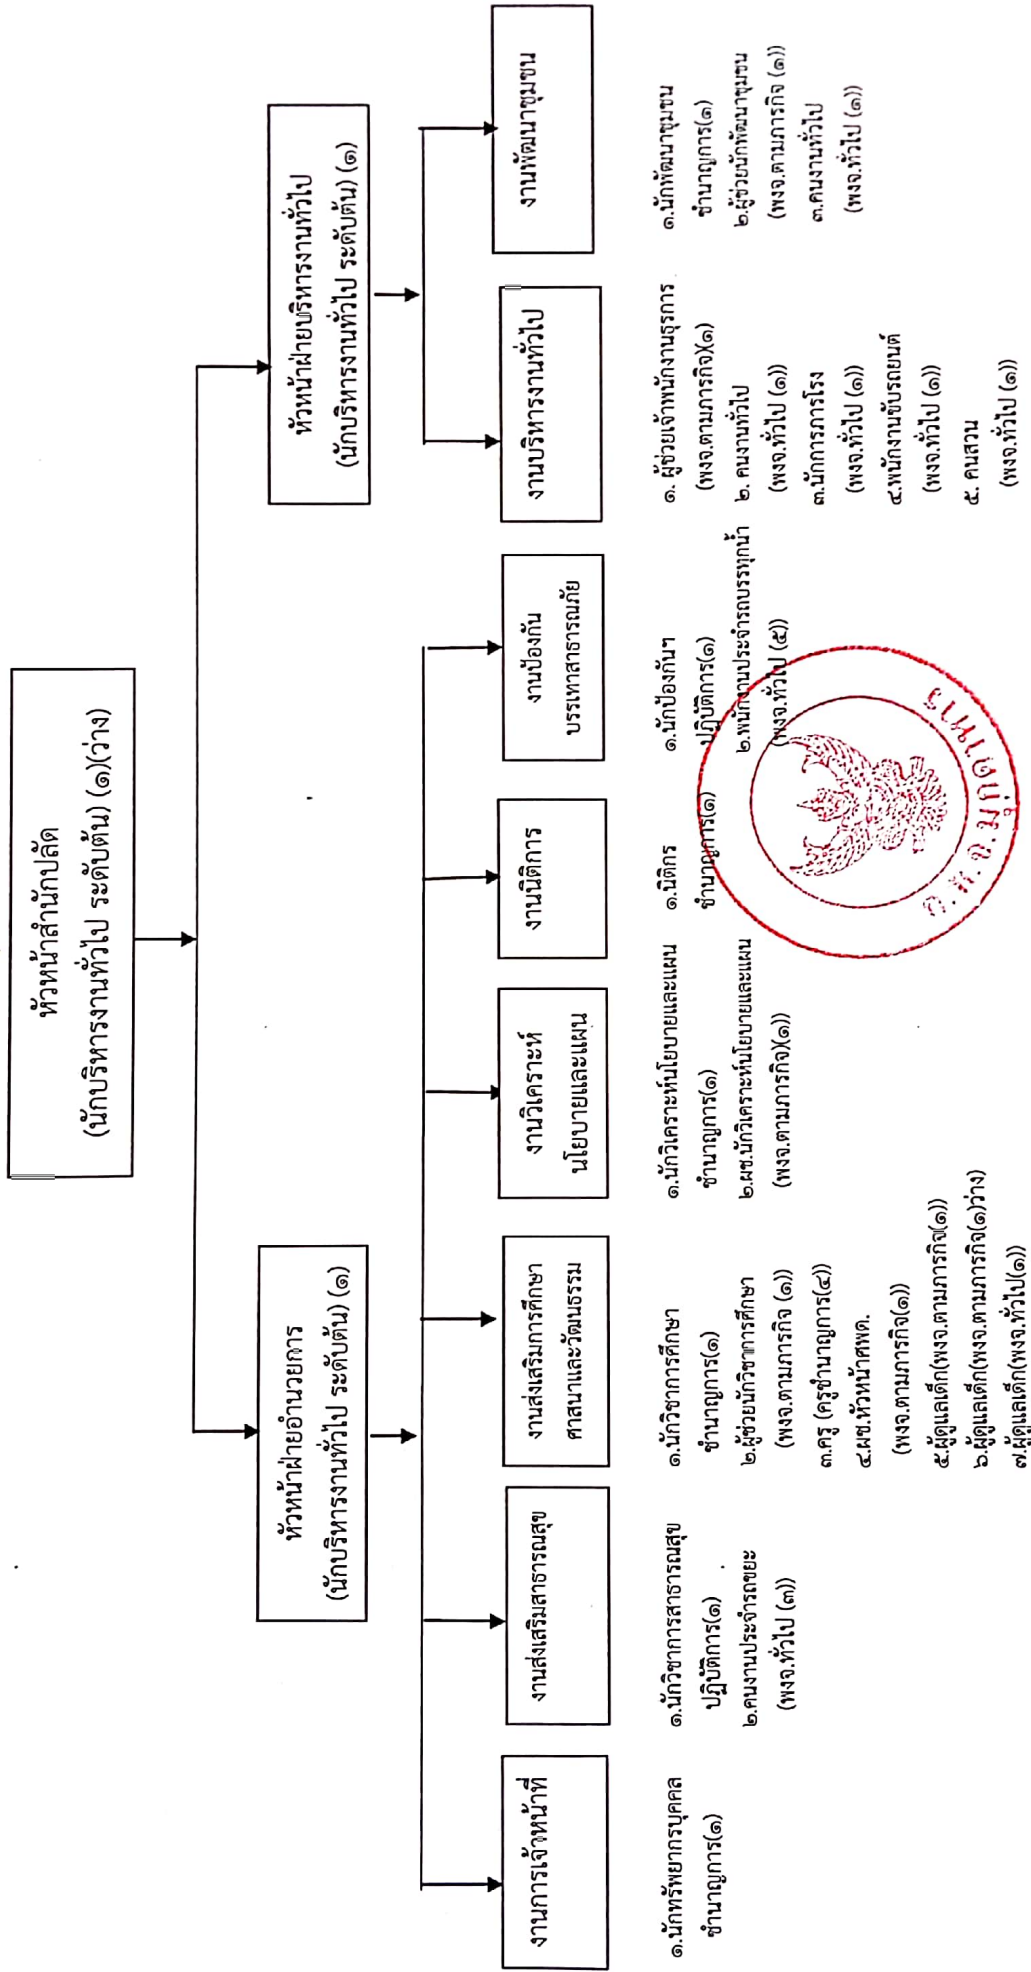 หัวหน้าสำนักปลัด
(นักบริหารงานทั่วไป ระดับต้น) (๑)(ว่าง)
หัวหน้าฝ่ายอำนวยการ
(นักบริหารงานทั่วไป ระดับต้น) (๑)
หัวหน้าฝ่ายบริหารงานทั่วไป
(นักบริหารงานทั่วไป ระดับต้น) (๑)
งานการเจ้าหน้าที่
๑.นักทรัพยากรบุคคล
ชำนาญการ(๑)
งานส่งเสริมสาธารณสุข
๑.นักวิชาการสาธารณสุข
ปฏิบัติการ(๑)
๒.คนงานประจำรถขยะ
(พงจ.ทั่วไป (๓))
งานส่งเสริมการศึกษา
ศาสนาและวัฒนธรรม
๑.นักวิชาการศึกษา
ชำนาญการ(๑)
๒.ผู้ช่วยนักวิชาการศึกษา
(พงจ.ตามภารกิจ (๑))
๓.ครู (ครูชำนาญการ(๔))
๔.ผช.หัวหน้าศพด.
(พงจ.ตามภารกิจ(๑))
๕.ผู้ดูแลเด็ก(พงจ.ตามภารกิจ(๑))
๖.ผู้ดูแลเด็ก(พงจ.ตามภารกิจ(๑)ว่าง)
๗.ผู้ดูแลเด็ก(พงจ.ทั่วไป(๑))
งานวิเคราะห์
นโยบายและแผน
๑.นักวิเคราะห์นโยบายและแผน
ชำนาญการ(๑)
๒.ผช.นักวิเคราะห์นโยบายและแผน
(พงจ.ตามภารกิจ)(๑))
งานนิติการ
๑.นิติกร
ชำนาญการ(๑)
งานป้องกัน
บรรเทาสาธารณภัย
๑.นักป้องกันฯ
ปฏิบัติการ(๑)
๒.พนักงานประจำรถบรรทุกน้ำ
(พงจ.ทั่วไป (๕))
งานบริหารงานทั่วไป
๑. ผู้ช่วยเจ้าพนักงานธุรการ
(พงจ.ตามภารกิจ)(๑)
๒. คนงานทั่วไป
(พงจ.ทั่วไป (๑))
๓.นักการภารโรง
(พงจ.ทั่วไป (๑))
๔.พนักงานขับรถยนต์
(พงจ.ทั่วไป (๑))
๕. คนสวน
(พงจ.ทั่วไป (๑))
งานพัฒนาชุมชน
๑.นักพัฒนาชุมชน
ชำนาญการ(๑)
๒.ผู้ช่วยนักพัฒนาชุมชน
(พงจ.ตามภารกิจ (๑))
๓.คนงานทั่วไป
(พงจ.ทั่วไป (๑))